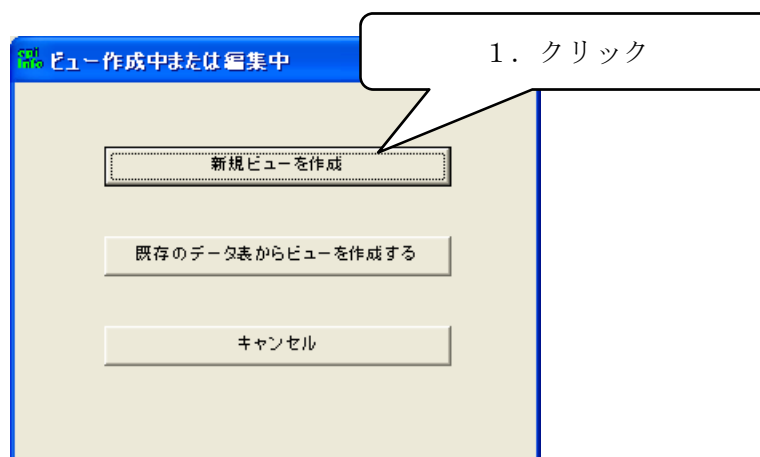 1．クリック
EPI Info ビュー作成中または編集中
新規ビューを作成
既存のデータ表からビューを作成する
キャンセル